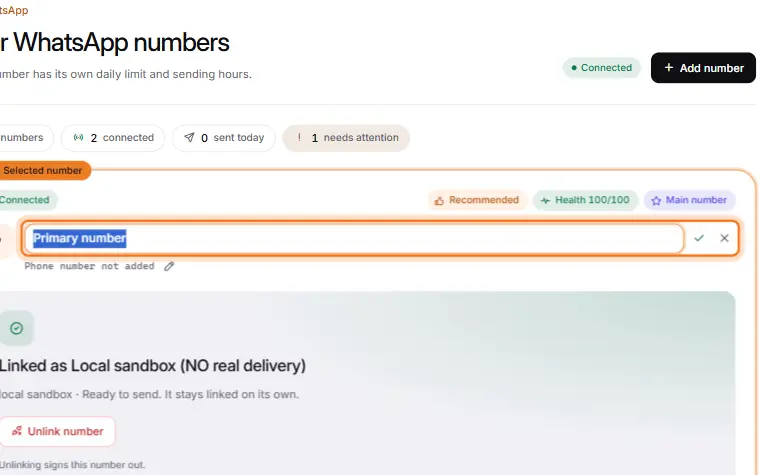 tsApp
r WhatsApp numbers
umber has its own daily limit and sending hours.
Connected
+ Add number
numbers
2 connected
0 sent today
! 1 needs attention
Selected number
Connected
Recommended
Health 100/100
Main number
Primary number
Phone number not added
Linked as Local sandbox (NO real delivery)
local sandbox · Ready to send. It stays linked on its own.
Unlink number
Unlinking signs this number out.